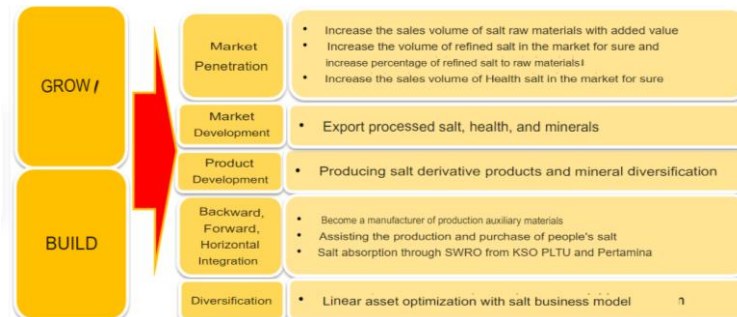 GROW /
BUILD
Market
Penetration
• Increase the sales volume of salt raw materials with added value
• Increase the volume of refined salt in the market for sure and
increase percentage of refined salt to raw materials
• Increase the sales volume of Health salt in the market for sure
Market
Development
• Export processed salt, health, and minerals
Product
Development
• Producing salt derivative products and mineral diversification
Backward,
Forward,
Horizontal
Integration
• Become a manufacturer of production auxiliary materials
• Assisting the production and purchase of people's salt
• Salt absorption through SWRO from KSO PLTU and Pertamina
Diversification
• Linear asset optimization with salt business model n